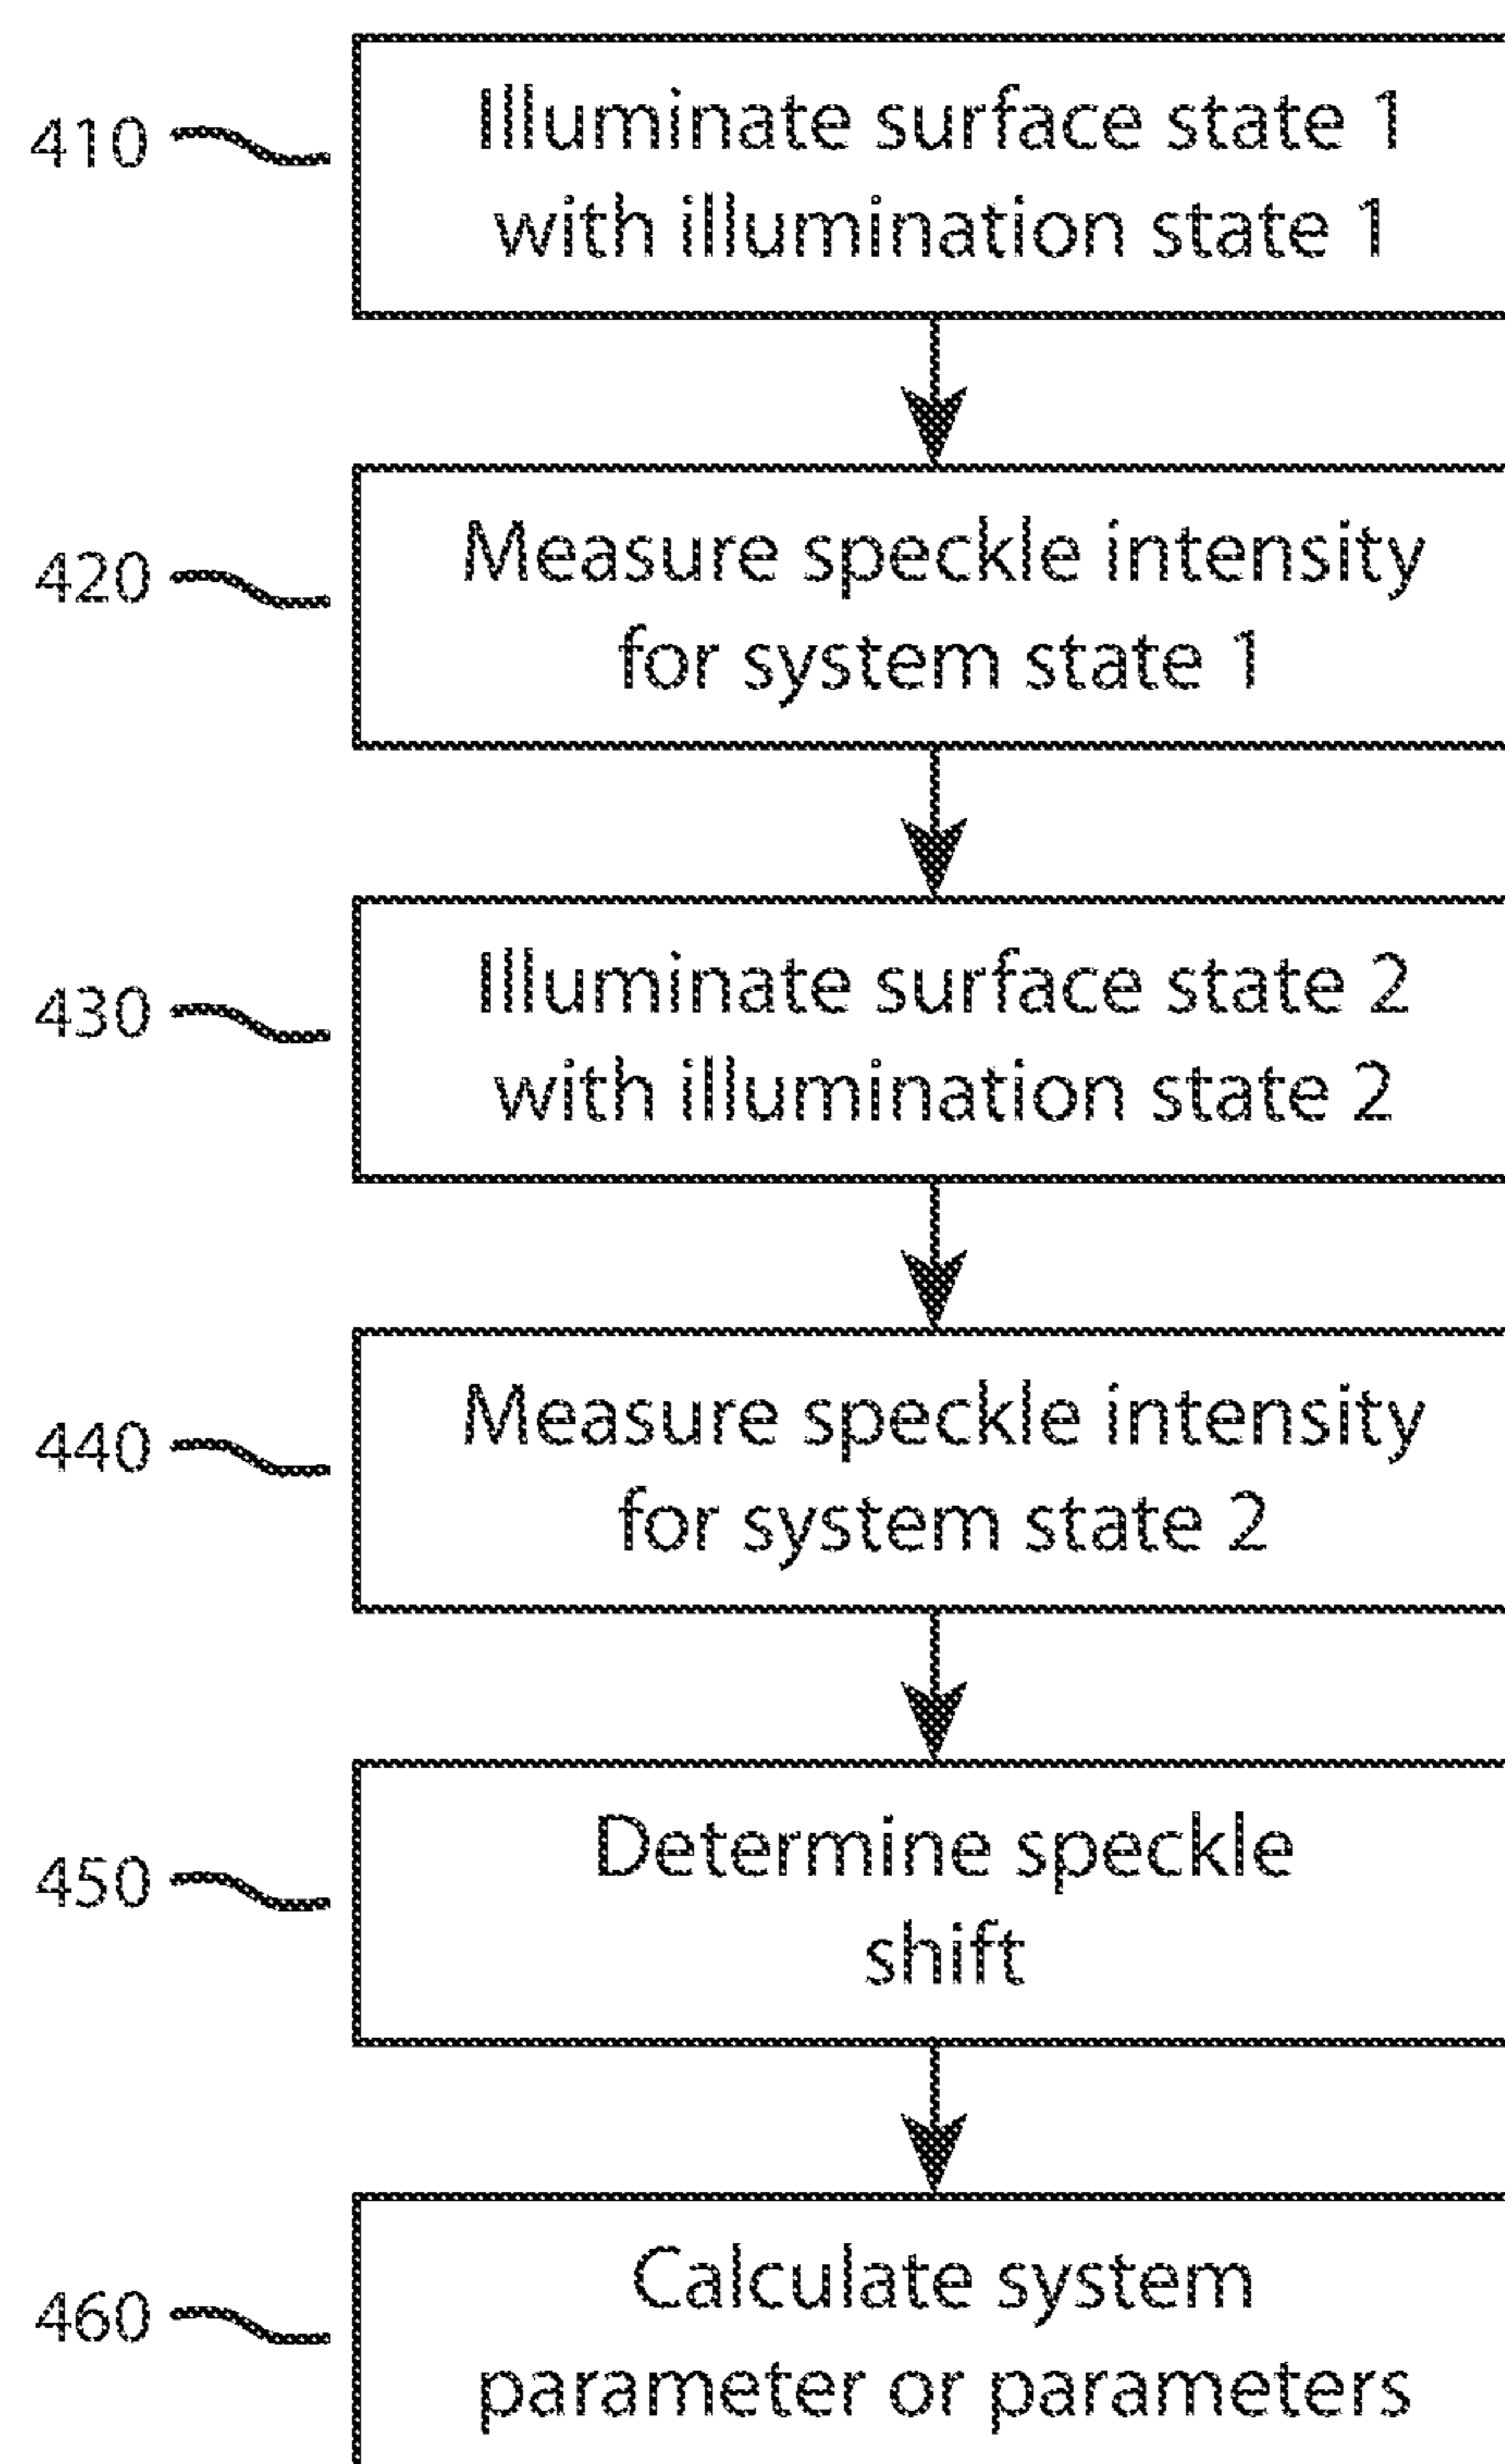 410
Illuminate surface state 1
with illumination state 1
420
Measure speckle intensity
for system state 1
430
Illuminate surface state 2
with illumination state 2
440
Measure speckle intensity
for system state 2
450
Determine speckle
shift
460
Calculate system
parameter or parameters